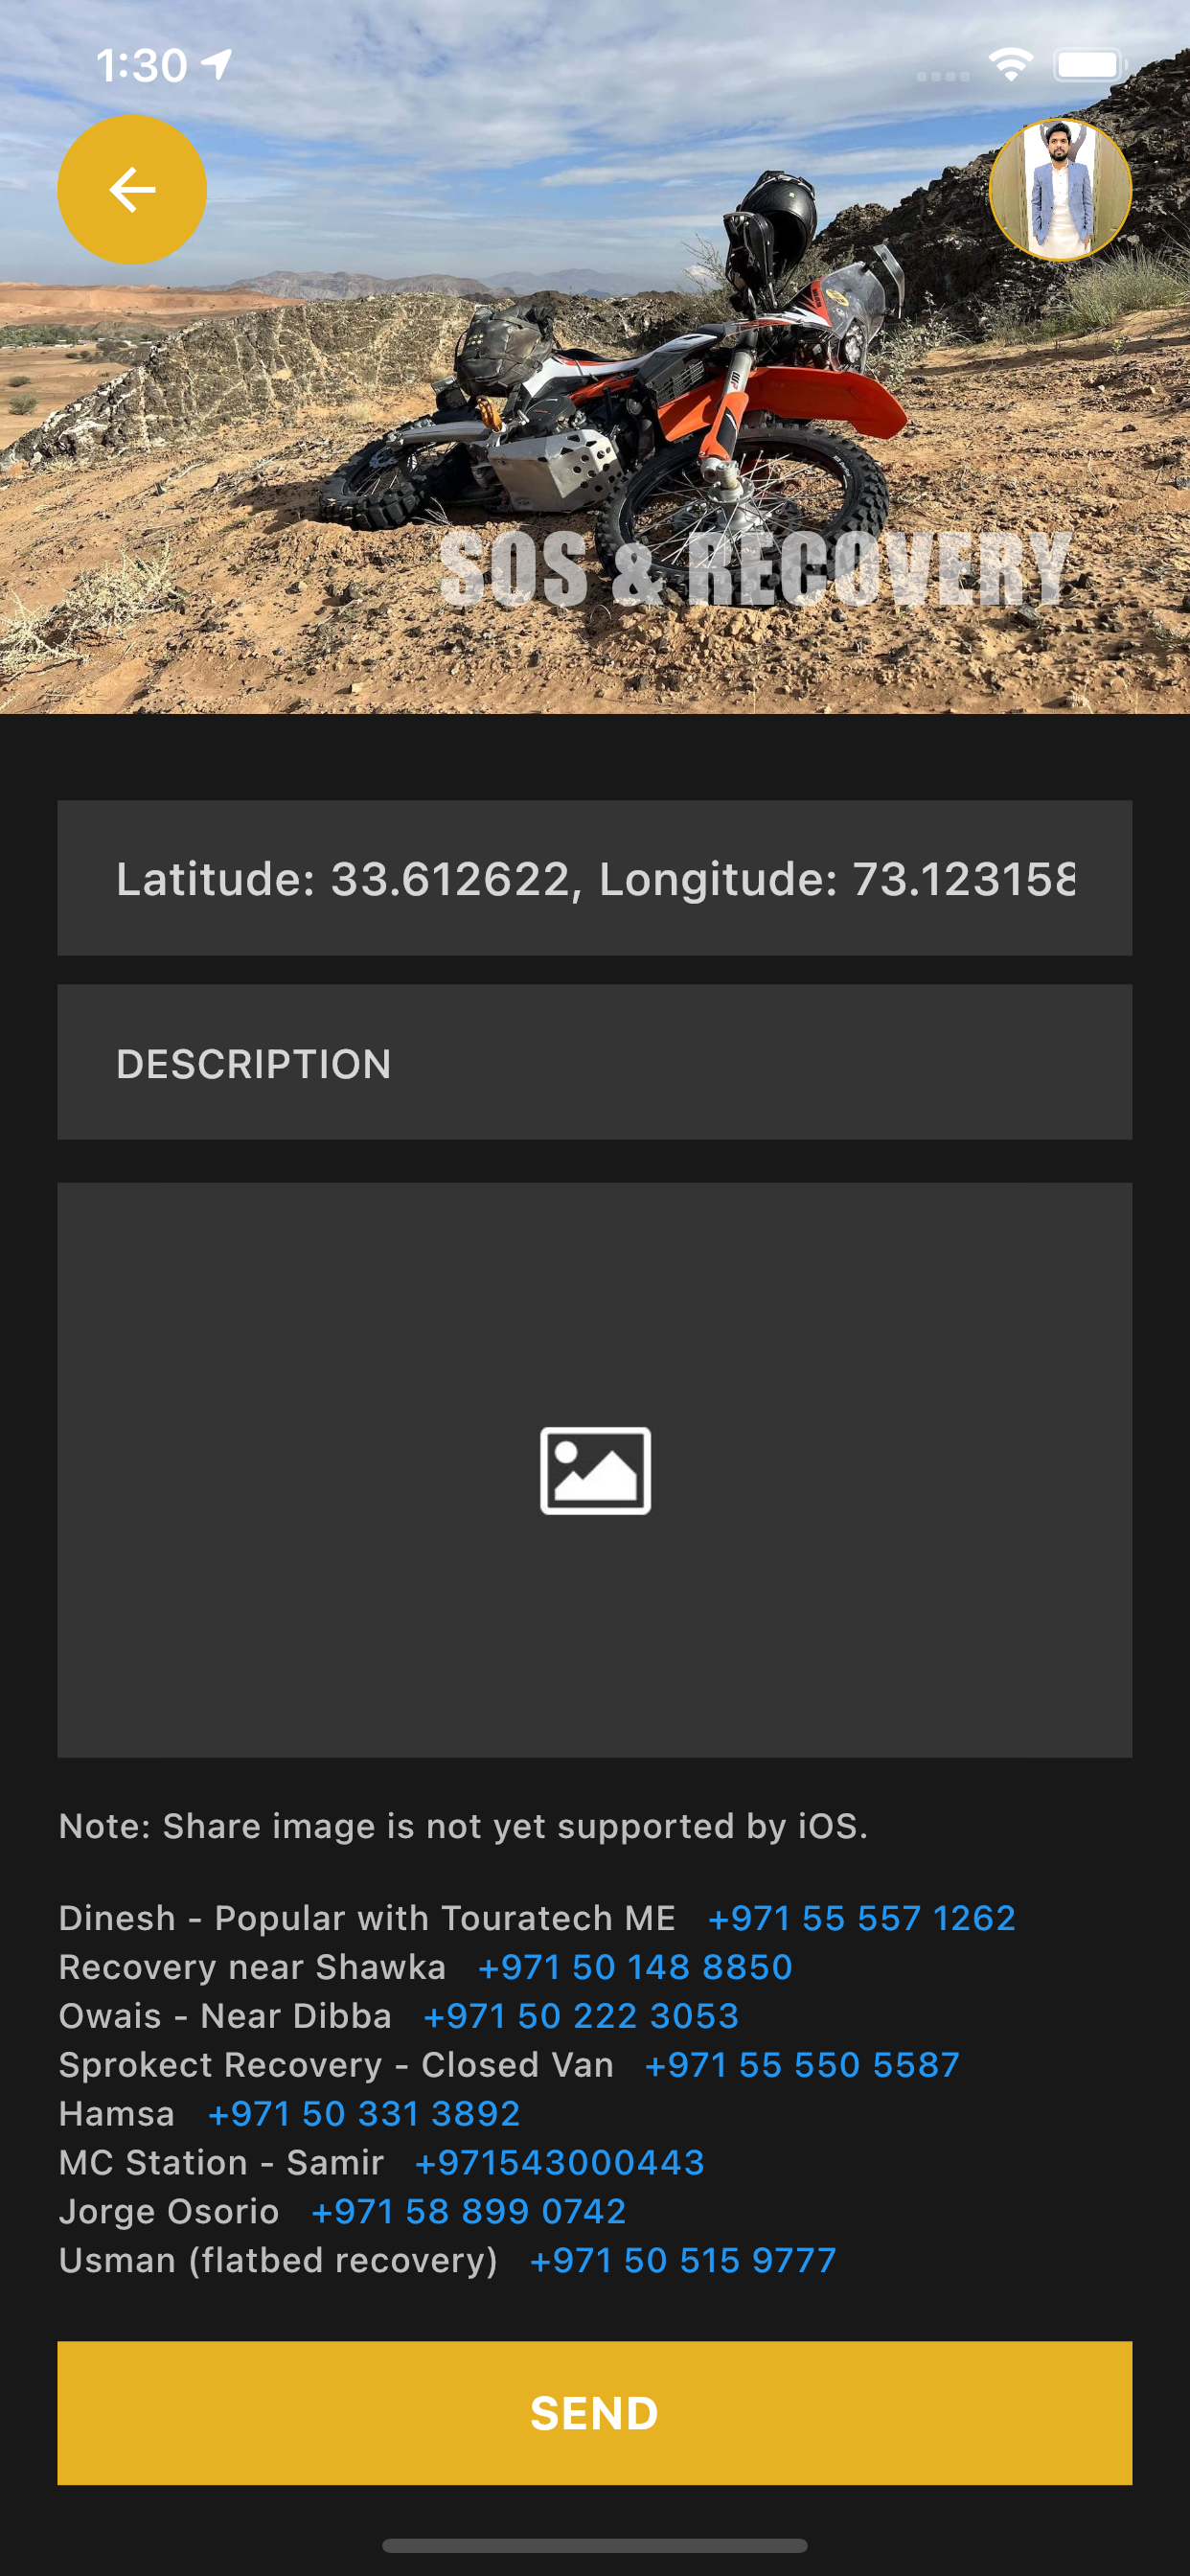 1:30
SOS & RECOVERY
Latitude: 33.612622, Longitude: 73.123158
DESCRIPTION
Note: Share image is not yet supported by iOS.
Dinesh - Popular with Touratech ME +971 55 557 1262
Recovery near Shawka +971 50 148 8850
Owais - Near Dibba +971 50 222 3053
Sprokect Recovery - Closed Van +971 55 550 5587
Hamsa +971 50 331 3892
MC Station - Samir +971543000443
Jorge Osorio +971 58 899 0742
Usman (flatbed recovery) +971 50 515 9777
SEND